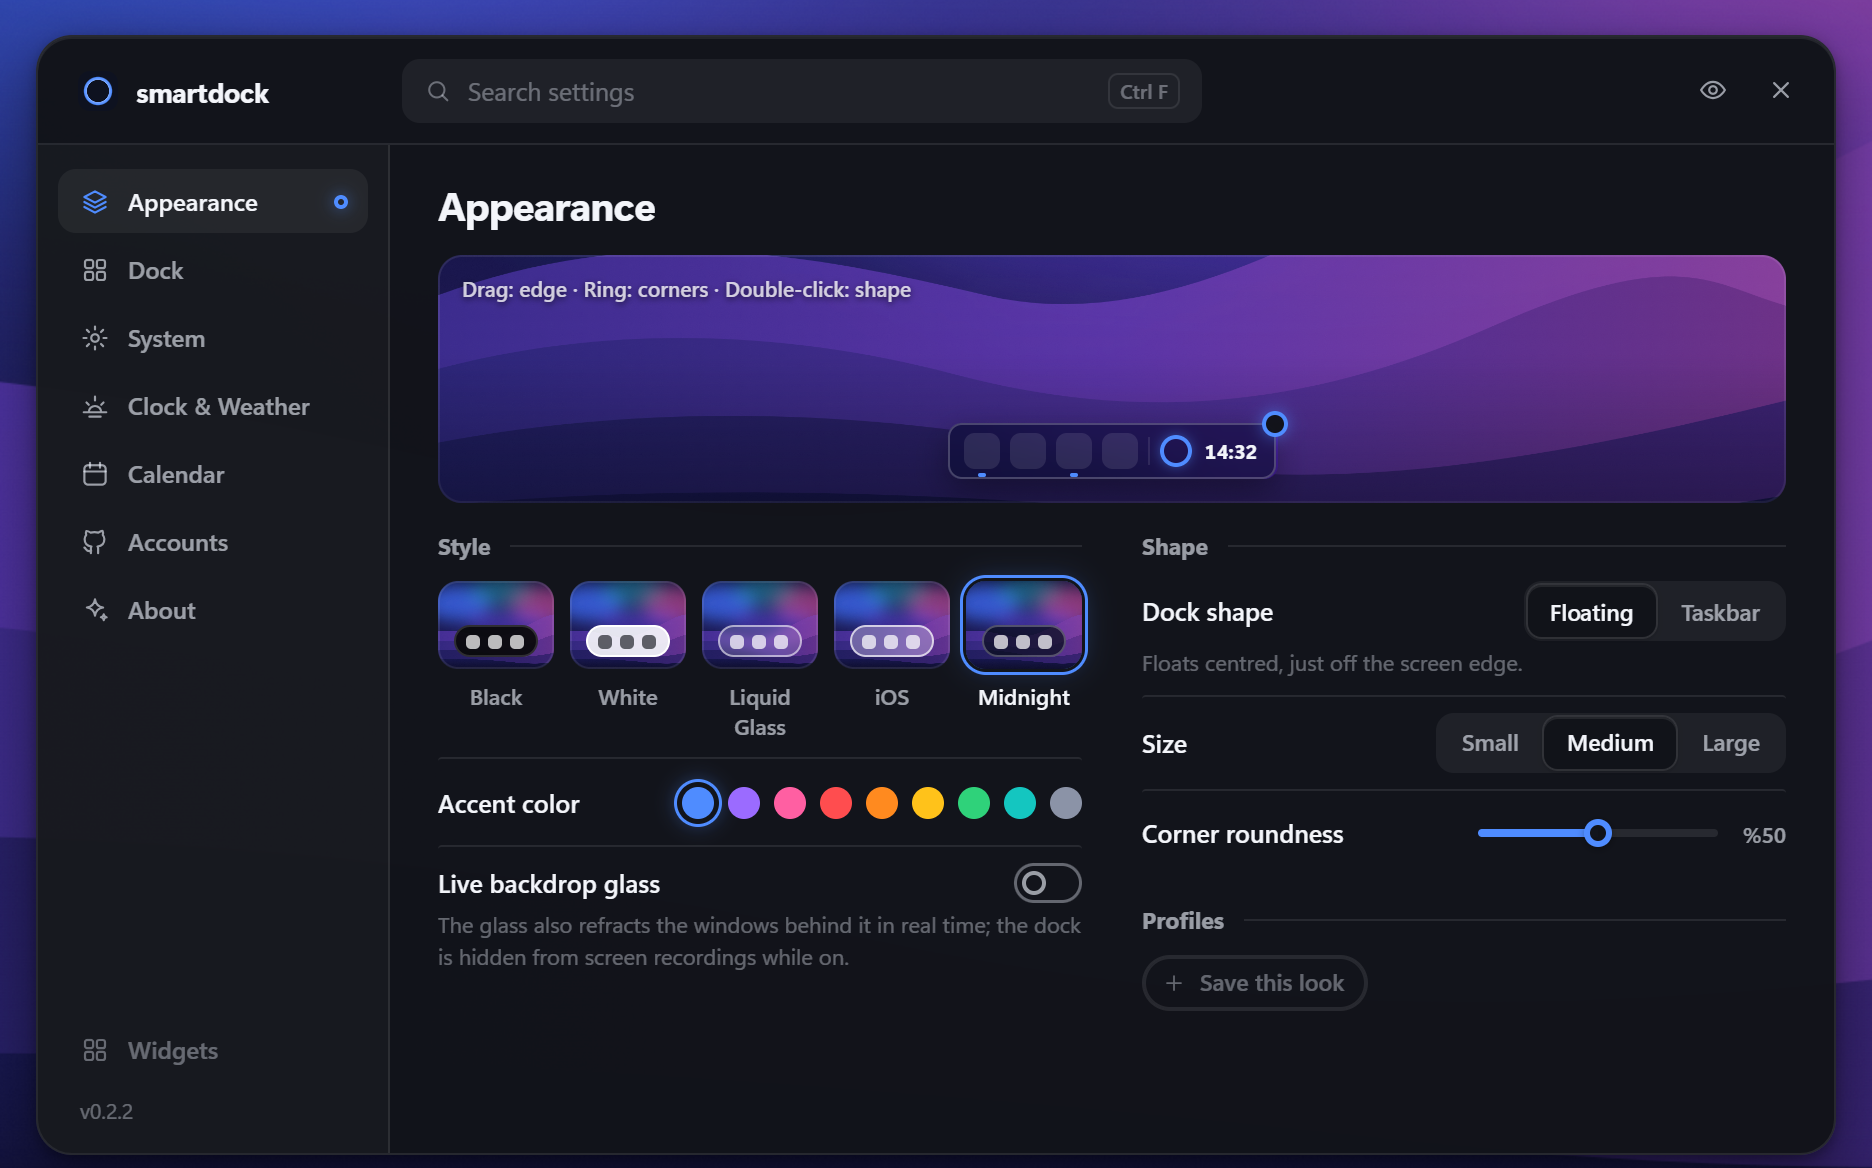 smartdock
Search settings
Ctrl F
Appearance
Dock
System
Clock & Weather
Calendar
Accounts
About
Widgets
v0.2.2
Appearance
Drag: edge · Ring: corners · Double-click: shape
14:32
Style
Black
White
Liquid
Glass
iOS
Midnight
Accent color
Live backdrop glass
The glass also refracts the windows behind it in real time; the dock
is hidden from screen recordings while on.
Shape
Dock shape
Floating
Taskbar
Floats centred, just off the screen edge.
Size
Small
Medium
Large
Corner roundness
%50
Profiles
Save this look